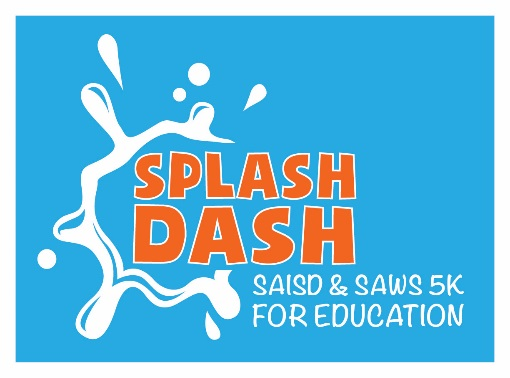 SPLASH
DASH
SAISD & SAWS 5K
FOR EDUCATION